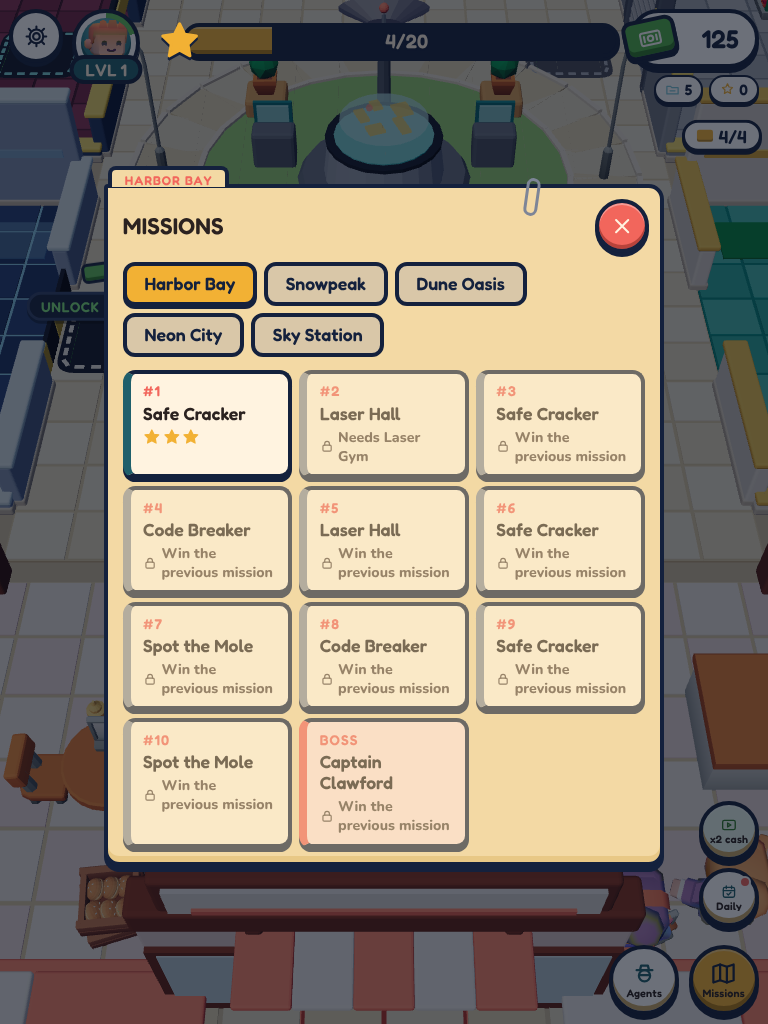 4/20
125
LVL 1
5
0
4/4
HARBOR BAY
MISSIONS
Harbor Bay
Snowpeak
Dune Oasis
UNLOCK
Neon City
Sky Station
#1
Safe Cracker
#2
Laser Hall
Needs Laser
Gym
#3
Safe Cracker
Win the
previous mission
#4
Code Breaker
Win the
previous mission
#5
Laser Hall
Win the
previous mission
#6
Safe Cracker
Win the
previous mission
#7
Spot the Mole
Win the
previous mission
#8
Code Breaker
Win the
previous mission
#9
Safe Cracker
Win the
previous mission
#10
Spot the Mole
Win the
previous mission
BOSS
Captain
Clawford
Win the
previous mission
x2 cash
Daily
Agents
Missions